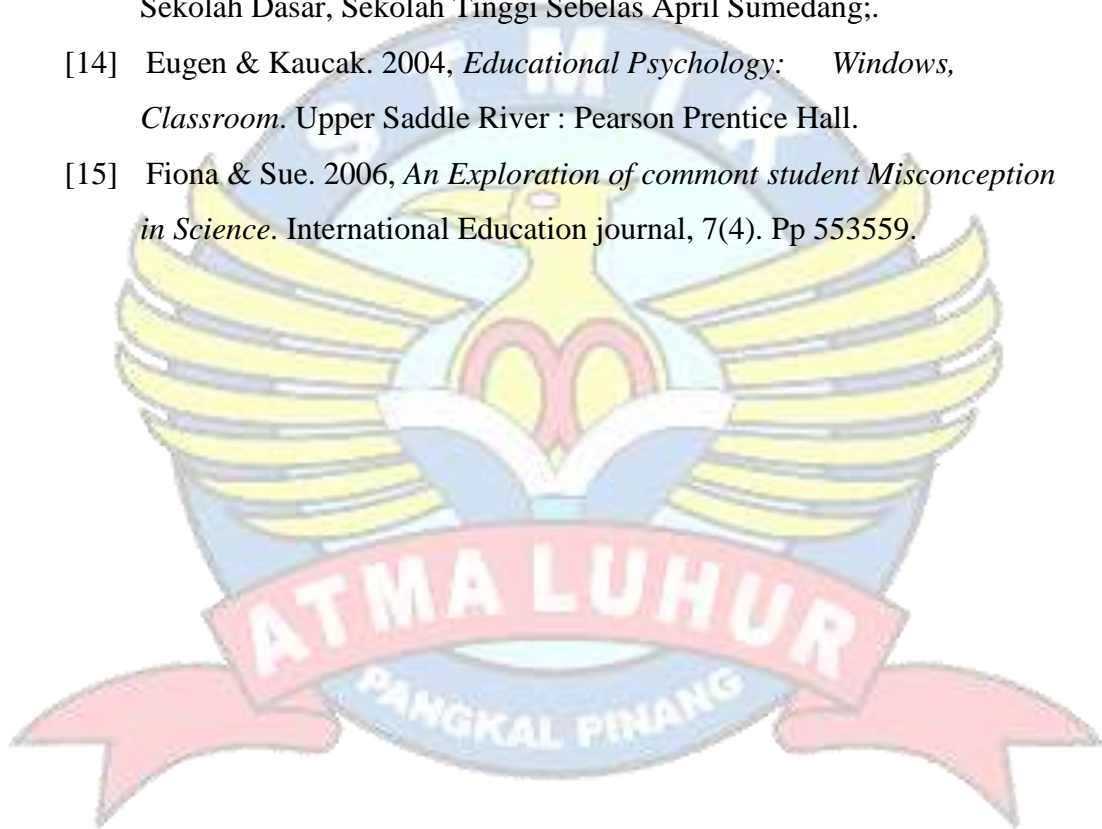 Sekolah Dasar, Sekolah Tinggi Sebelas April Sumedang;.
[14] Eugen & Kaucak. 2004, Educational Psychology: Windows,
Classroom. Upper Saddle River : Pearson Prentice Hall.
[15] Fiona & Sue. 2006, An Exploration of commont student Misconception
in Science. International Education journal, 7(4). Pp 553559.
STMIK
ATMA LUHUR
PANGKAL PINANG